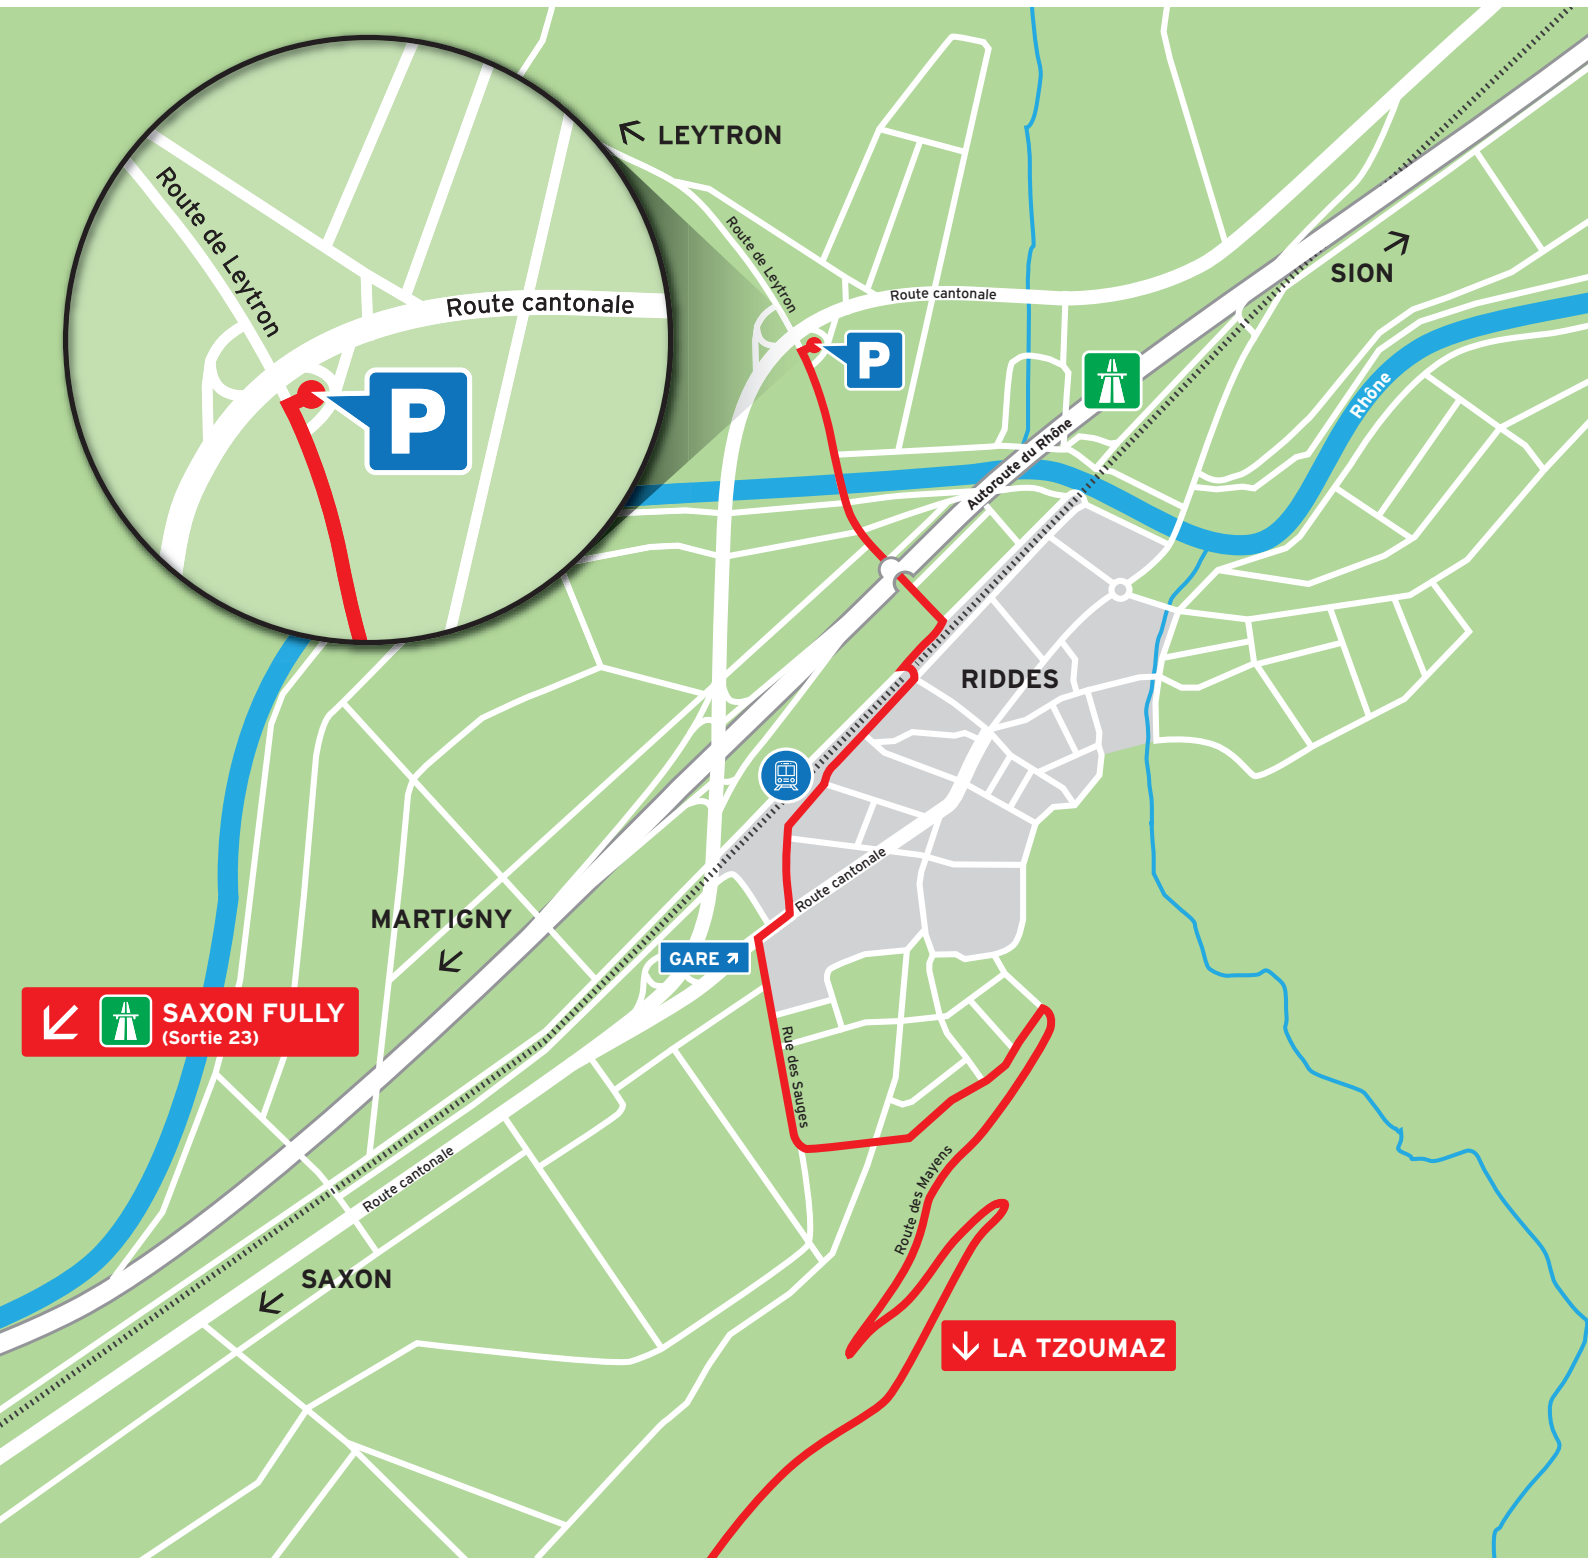 LEYTRON
Route de Leytron
Route de Leytron
SION
Route cantonale
Route cantonale
P
P
Rhône
Autoroute du Rhône
RIDDES
Route cantonale
MARTIGNY
GARE
SAXON FULLY
(Sortie 23)
Rue des Sauges
Route cantonale
Route des Mayens
SAXON
LA TZOUMAZ